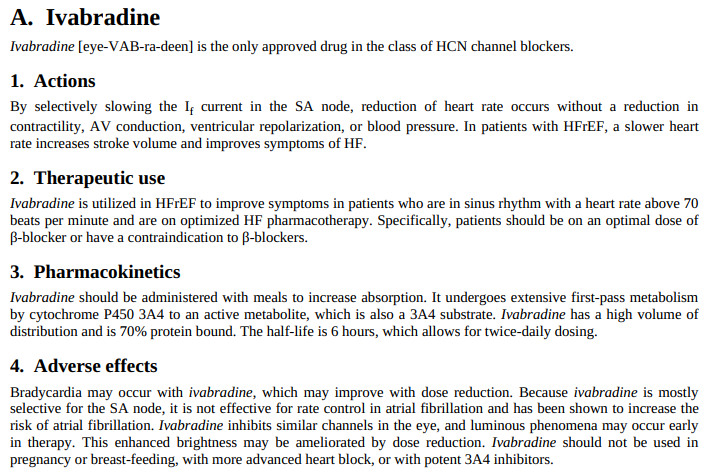 A. Ivabradine
Ivabradine [eye-VAB-ra-deen] is the only approved drug in the class of HCN channel blockers.
1. Actions
By selectively slowing the If current in the SA node, reduction of heart rate occurs without a reduction in
contractility, AV conduction, ventricular repolarization, or blood pressure. In patients with HFrEF, a slower heart
rate increases stroke volume and improves symptoms of HF.
2. Therapeutic use
Ivabradine is utilized in HFrEF to improve symptoms in patients who are in sinus rhythm with a heart rate above 70
beats per minute and are on optimized HF pharmacotherapy. Specifically, patients should be on an optimal dose of
β-blocker or have a contraindication to β-blockers.
3. Pharmacokinetics
Ivabradine should be administered with meals to increase absorption. It undergoes extensive first-pass metabolism
by cytochrome P450 3A4 to an active metabolite, which is also a 3A4 substrate. Ivabradine has a high volume of
distribution and is 70% protein bound. The half-life is 6 hours, which allows for twice-daily dosing.
4. Adverse effects
Bradycardia may occur with ivabradine, which may improve with dose reduction. Because ivabradine is mostly
selective for the SA node, it is not effective for rate control in atrial fibrillation and has been shown to increase the
risk of atrial fibrillation. Ivabradine inhibits similar channels in the eye, and luminous phenomena may occur early
in therapy. This enhanced brightness may be ameliorated by dose reduction. Ivabradine should not be used in
pregnancy or breast-feeding, with more advanced heart block, or with potent 3A4 inhibitors.